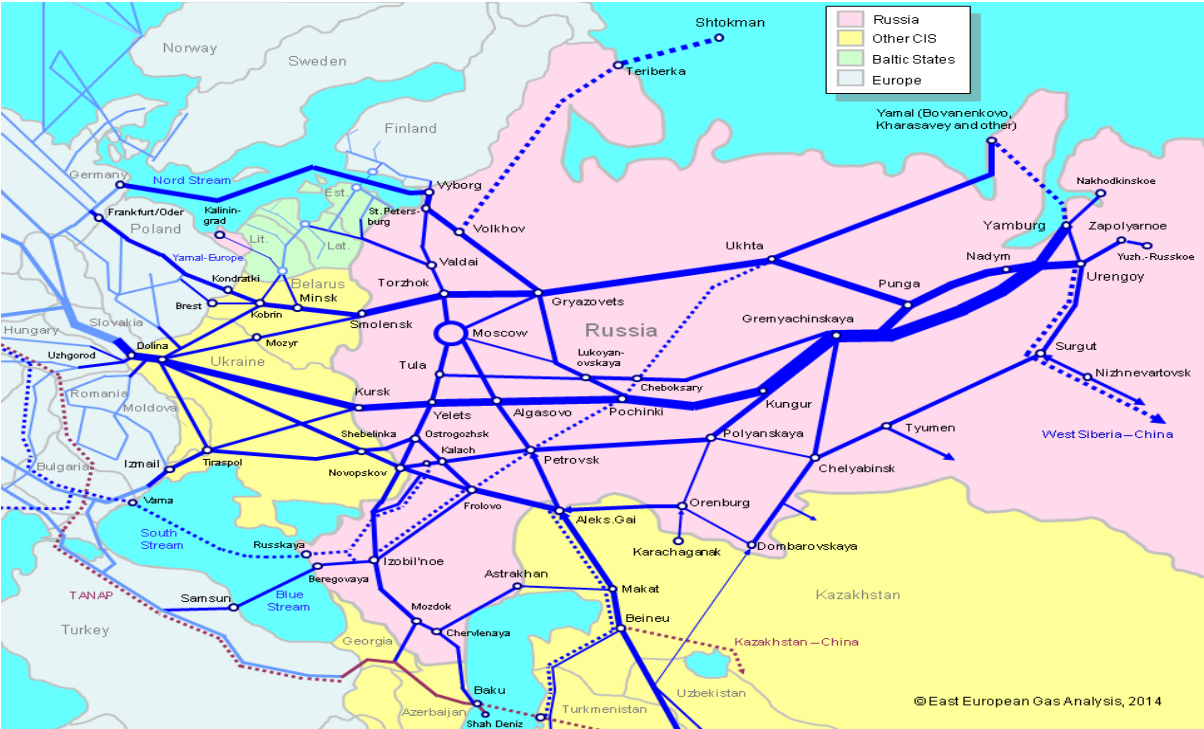 Shtokman
Russia
Other CIS
Baltic States
Europe
Norway
Sweden
Teriberka
Finland
Yamal (Bovanenkovo,
Kharasavey and other)
Germany
Nord Stream
Vyborg
Nakhodkinskoe
Est.
Frankfurt/Oder
Kalinin-
grad
St.Peters-
burg
Volkhov
Yamburg
Zapolyarnoe
Poland
Lit.
Lat.
Ukhta
Nadym
Yuzh.-Russkoe
Yamal-Europe
Valdai
Urengoy
Kondratki
Belarus
Torzhok
Punga
Brest
Minsk
Gryazovets
Kobrin
Smolensk
Gremyachinskaya
Slovakia
Hungary
Moscow
Russia
Dolina
Mozyr
Surgut
Uzhgorod
Ukraine
Tula
Lukoyan-
ovskaya
Nizhnevartovsk
Cheboksary
Romania
Kursk
Moldova
Yelets
Algasovo
Pochinki
Kungur
Shebelinka
Ostrogozhsk
Polyanskaya
Tyumen
West Siberia – China
Kalach
Bulgaria
Izmail
Tiraspol
Novopskov
Petrovsk
Chelyabinsk
Varna
Frolovo
Orenburg
Aleks.Gai
South
Stream
Russkaya
Karachaganak
Dombarovskaya
Izobil'noe
Beregovaya
Astrakhan
TANAP
Samsun
Blue
Stream
Makat
Kazakhstan
Mozdok
Beineu
Turkey
Chervlenaya
Georgia
Kazakhstan – China
Baku
Uzbekistan
Azerbaijan
Shah Deniz
Turkmenistan
© East European Gas Analysis, 2014